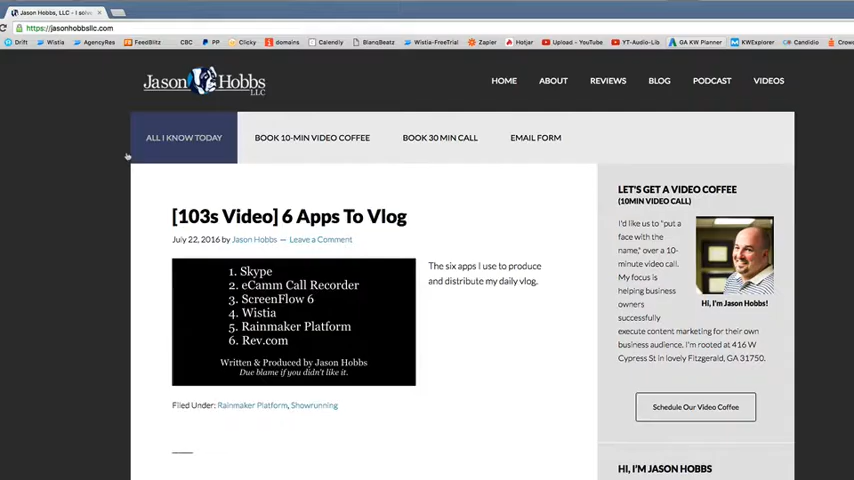 Jason Hobbs, LLC - I solv
https://jasonhobbsllc.com
Drift Wistia AgencyRes FeedBlitz CBC PP Clicky domains Calendly BlanqBeatz Wistia-FreeTrial Zapier Hotjar Upload - YouTube YT-Audio-Lib GA KW Planner KWExplorer Candidio Crow
Jason Hobbs
LLC
HOME ABOUT REVIEWS BLOG PODCAST VIDEOS
ALL I KNOW TODAY BOOK 10-MIN VIDEO COFFEE BOOK 30 MIN CALL EMAIL FORM
[103s Video] 6 Apps To Vlog
July 22, 2016 by Jason Hobbs — Leave a Comment
1. Skype
2. eCamm Call Recorder
3. ScreenFlow 6
4. Wistia
5. Rainmaker Platform
6. Rev.com
Written & Produced by Jason Hobbs
Due blame if you didn't like it.
The six apps I use to produce
and distribute my daily vlog.
Filed Under: Rainmaker Platform, Showrunning
LET'S GET A VIDEO COFFEE
(10MIN VIDEO CALL)
I'd like us to "put a
face with the
name," over a 10-
minute video call.
My focus is
helping business
owners
successfully
execute content marketing for their own
business audience. I'm rooted at 416 W
Cypress St in lovely Fitzgerald, GA 31750.
Hi, I'm Jason Hobbs!
Schedule Our Video Coffee
HI, I'M JASON HOBBS